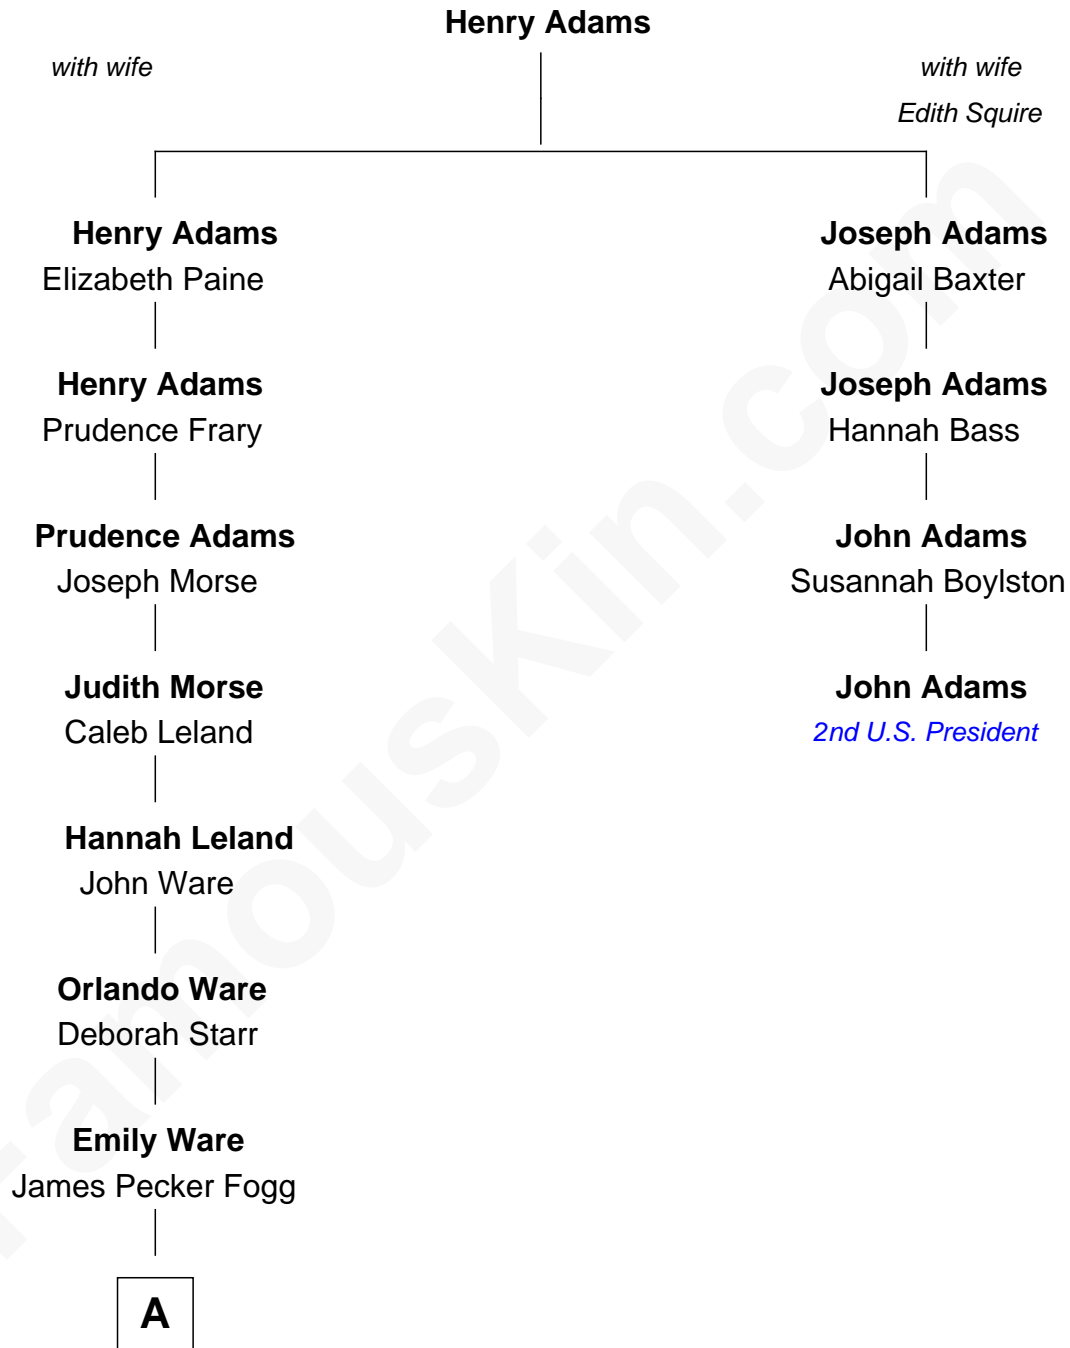 Henry Adams
with wife
with wife
Edith Squire
Henry Adams
Elizabeth Paine
Joseph Adams
Abigail Baxter
Henry Adams
Prudence Frary
Joseph Adams
Hannah Bass
Prudence Adams
Joseph Morse
John Adams
Susannah Boylston
Judith Morse
Caleb Leland
John Adams
2nd U.S. President
Hannah Leland
John Ware
Orlando Ware
Deborah Starr
Emily Ware
James Pecker Fogg
A
FamousKin.com